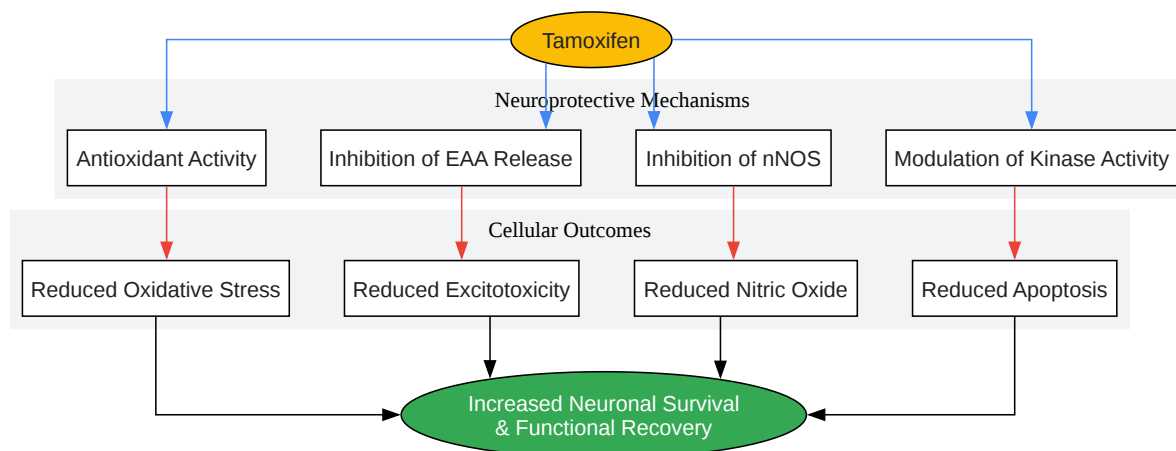 Tamoxifen
Neuroprotective Mechanisms
Antioxidant Activity
Inhibition of EAA Release
Inhibition of nNOS
Modulation of Kinase Activity
Cellular Outcomes
Reduced Oxidative Stress
Reduced Excitotoxicity
Reduced Nitric Oxide
Reduced Apoptosis
Increased Neuronal Survival
& Functional Recovery